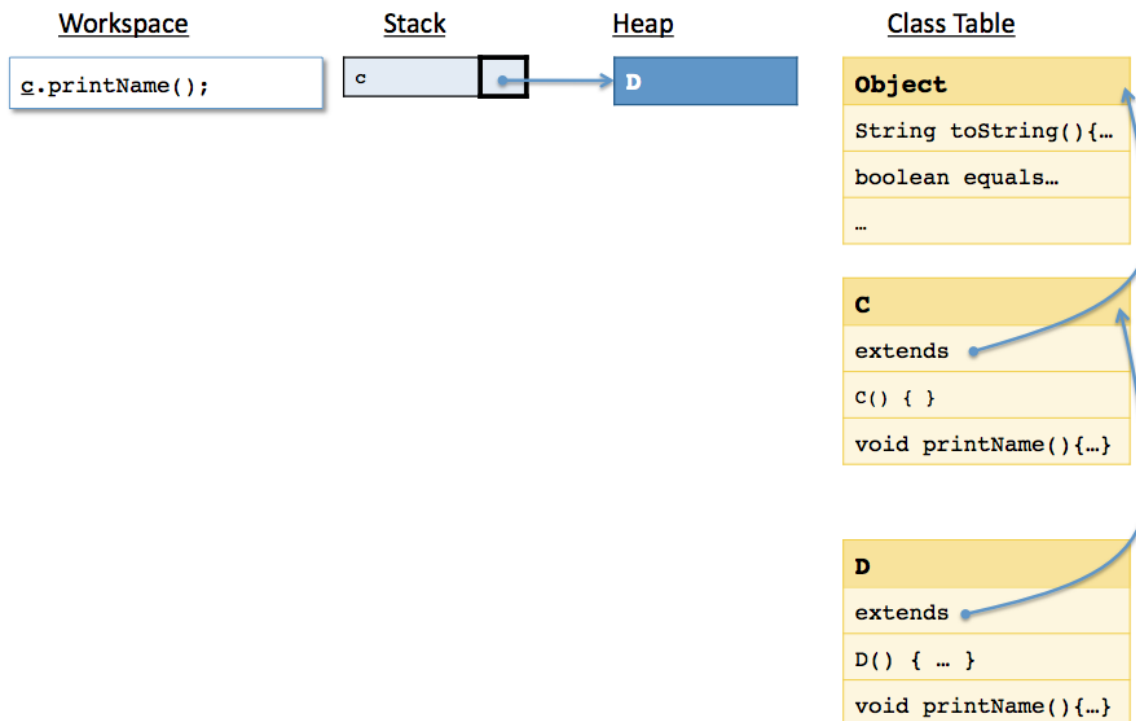 Workspace
Stack
Heap
Class Table
c.printName();
c
D
Object
String toString(){…
boolean equals…
…
C
extends
C() { }
void printName(){…}
D
extends
D() { … }
void printName(){…}